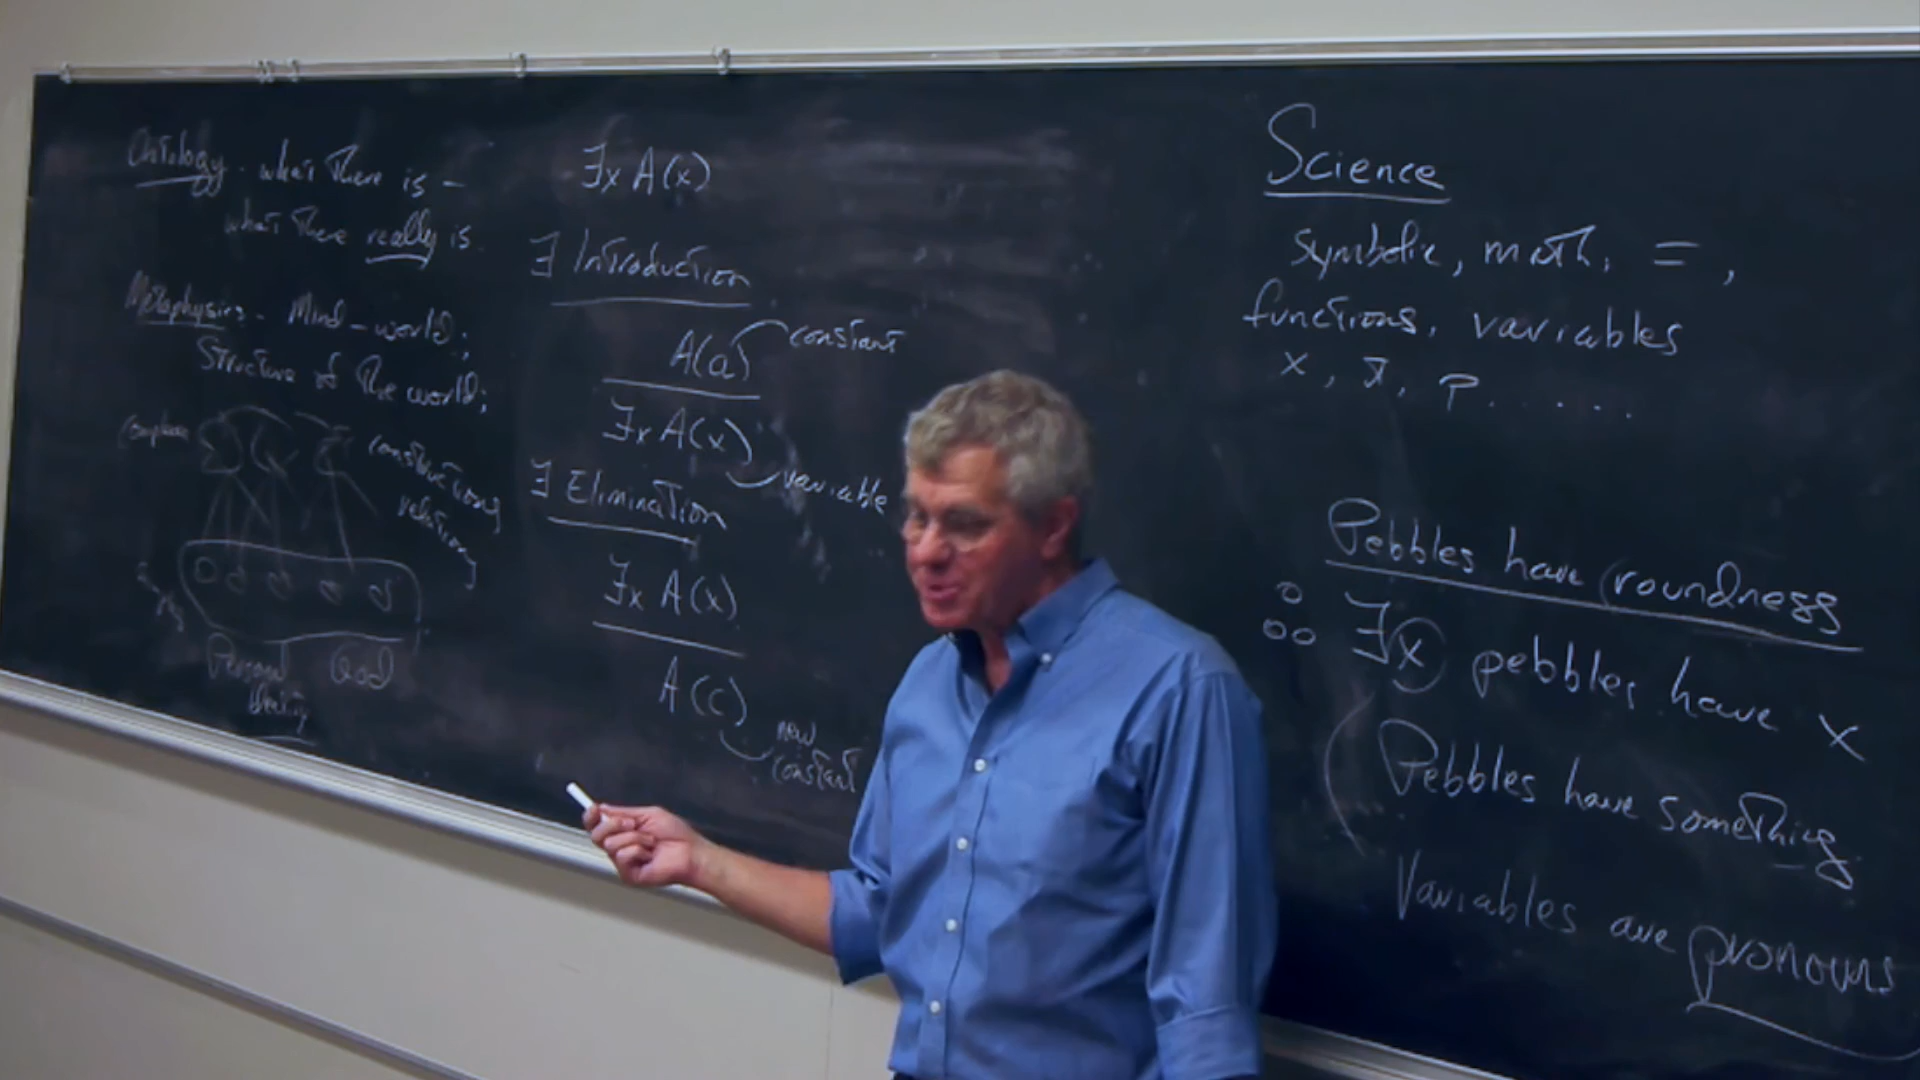 Ontology - what there is -
what there really is.
Metaphysics - Mind-world;
Structure of the world;
constructions
relations
Personal God
Identity
∃x A(x)
∃ Introduction
A(a) constant
∃x A(x)
variable
∃ Elimination
∃x A(x)
A(c)
new
constant
Science
symbolic, math, = ,
functions, variables
Pebbles have roundness
∃x pebbles have x
Pebbles have something
Variables are pronouns